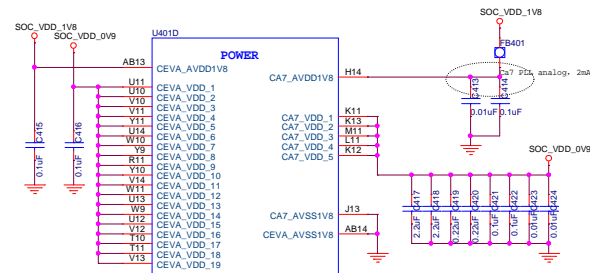 SOC_VDD_1V8
SOC_VDD_0V9
U401D
POWER
SOC_VDD_1V8
FB401
Ca7 PLL analog, 2mA
AB13 CEVA_AVDD1V8
CA7_AVDD1V8 H14
C413
0.01uF
C414
0.1uF
U11 CEVA_VDD_1
U10 CEVA_VDD_2
V10 CEVA_VDD_3
V11 CEVA_VDD_4
Y11 CEVA_VDD_5
U14 CEVA_VDD_6
W10 CEVA_VDD_7
Y9 CEVA_VDD_8
R11 CEVA_VDD_9
Y10 CEVA_VDD_10
V14 CEVA_VDD_11
W11 CEVA_VDD_12
U13 CEVA_VDD_13
W9 CEVA_VDD_14
U12 CEVA_VDD_15
V12 CEVA_VDD_16
T10 CEVA_VDD_17
T11 CEVA_VDD_18
V13 CEVA_VDD_19
C415
0.1uF
C416
0.1uF
CA7_VDD_1 K11
CA7_VDD_2 K13
CA7_VDD_3 M11
CA7_VDD_4 L11
CA7_VDD_5 K12
SOC_VDD_0V9
C417
2.2uF
C418
2.2uF
C419
0.22uF
C420
0.22uF
C421
0.1uF
C422
0.1uF
C423
0.01uF
C424
0.01uF
CA7_AVSS1V8 J13
CEVA_AVSS1V8 AB14